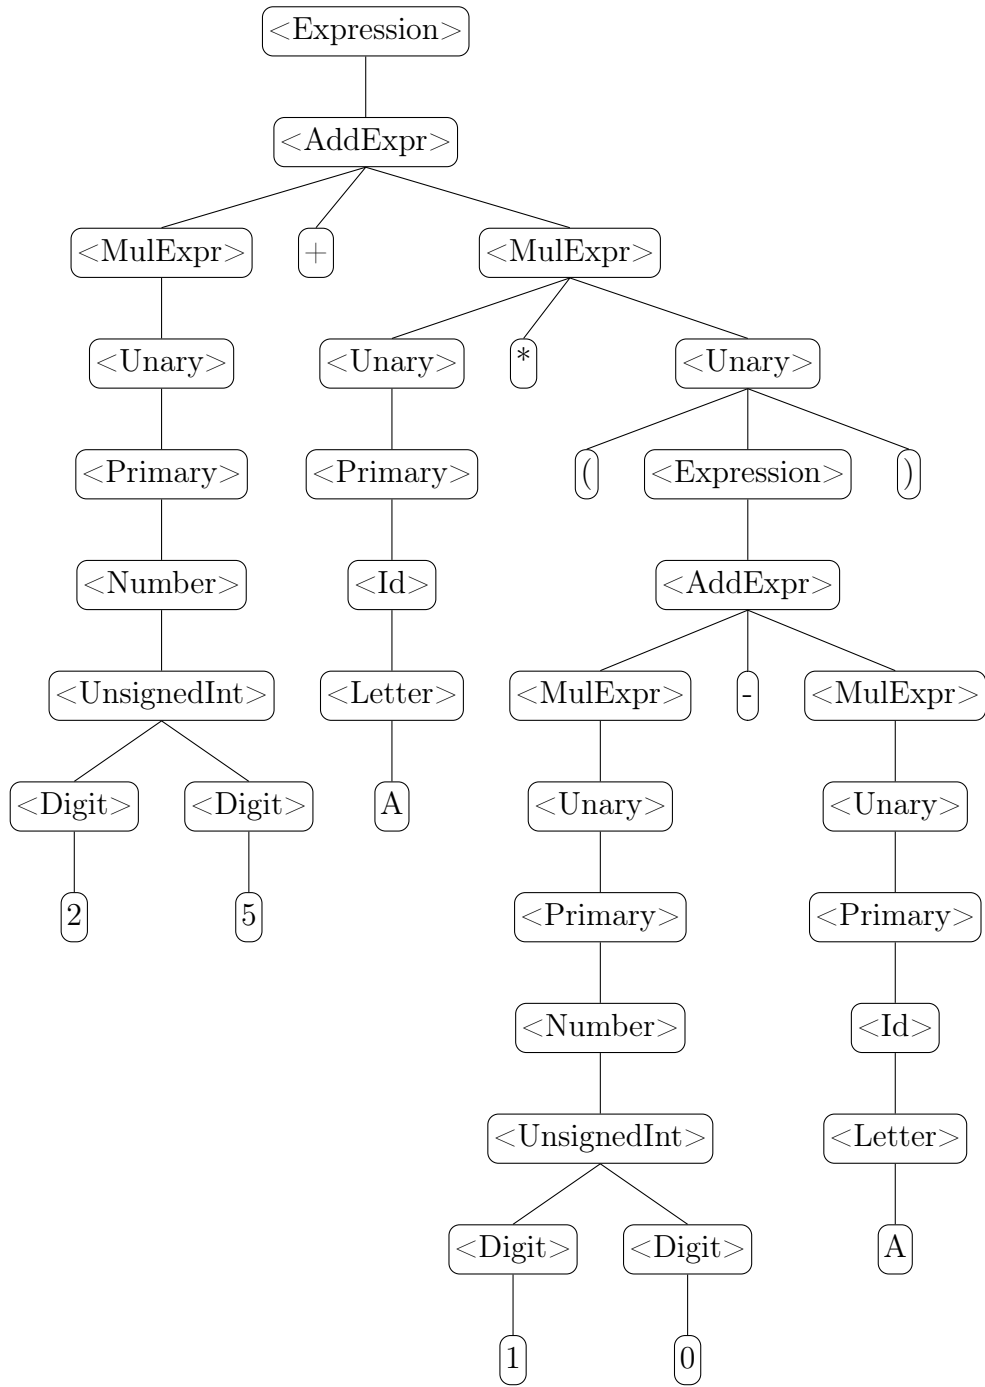 <Expression>
<AddExpr>
<MulExpr> + <MulExpr>
<Unary> <Unary> * <Unary>
<Primary> <Primary> ( <Expression> )
<Number> <Id> <AddExpr>
<UnsignedInt> <Letter> <MulExpr> - <MulExpr>
<Digit> <Digit> A <Unary> <Unary>
2 5 <Primary> <Primary>
<Number> <Id>
<UnsignedInt> <Letter>
<Digit> <Digit> A
1 0